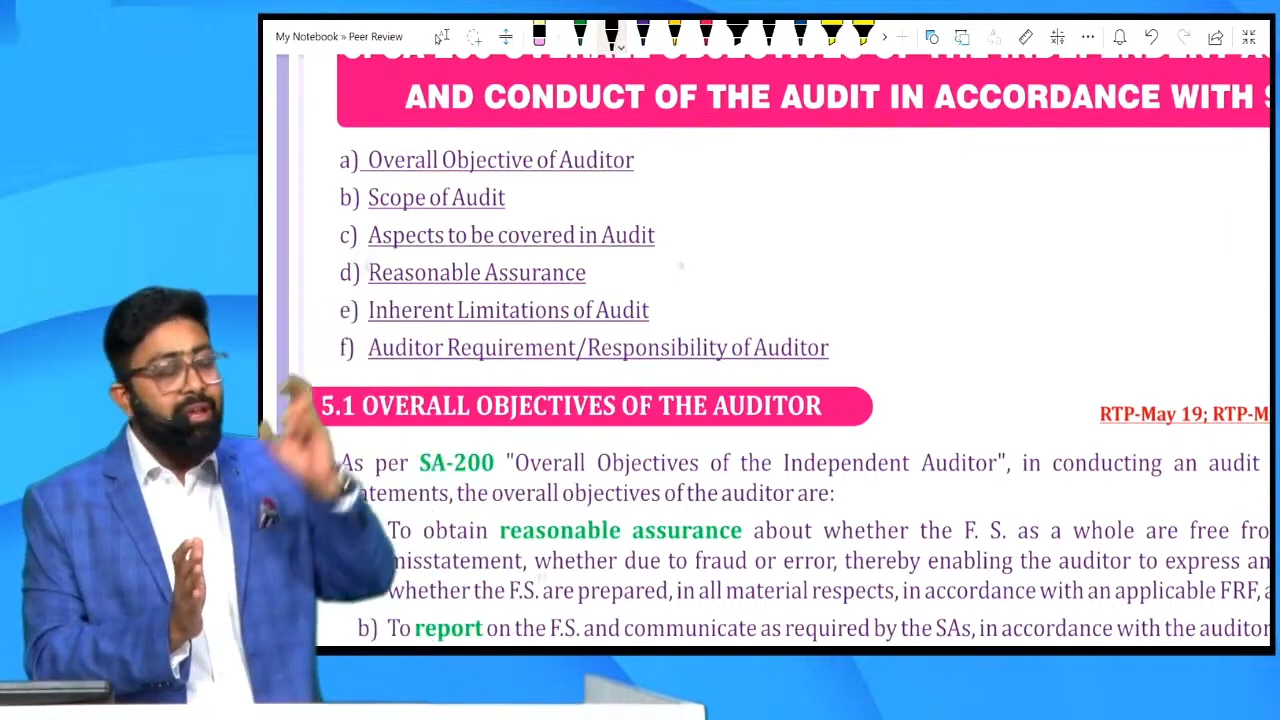 My Notebook » Peer Review
AND CONDUCT OF THE AUDIT IN ACCORDANCE WITH
a) Overall Objective of Auditor
b) Scope of Audit
c) Aspects to be covered in Audit
d) Reasonable Assurance
e) Inherent Limitations of Audit
f) Auditor Requirement/Responsibility of Auditor
5.1 OVERALL OBJECTIVES OF THE AUDITOR
RTP-May 19; RTP-M
As per SA-200 "Overall Objectives of the Independent Auditor", in conducting an audit
the overall objectives of the auditor are:
To obtain reasonable assurance about whether the F. S. as a whole are free
misstatement, whether due to fraud or error, thereby enabling the auditor to express an
whether the F.S. are prepared, in all material respects, in accordance with an applicable FRF,
b) To report on the F.S. and communicate as required by the SAs, in accordance with the auditor